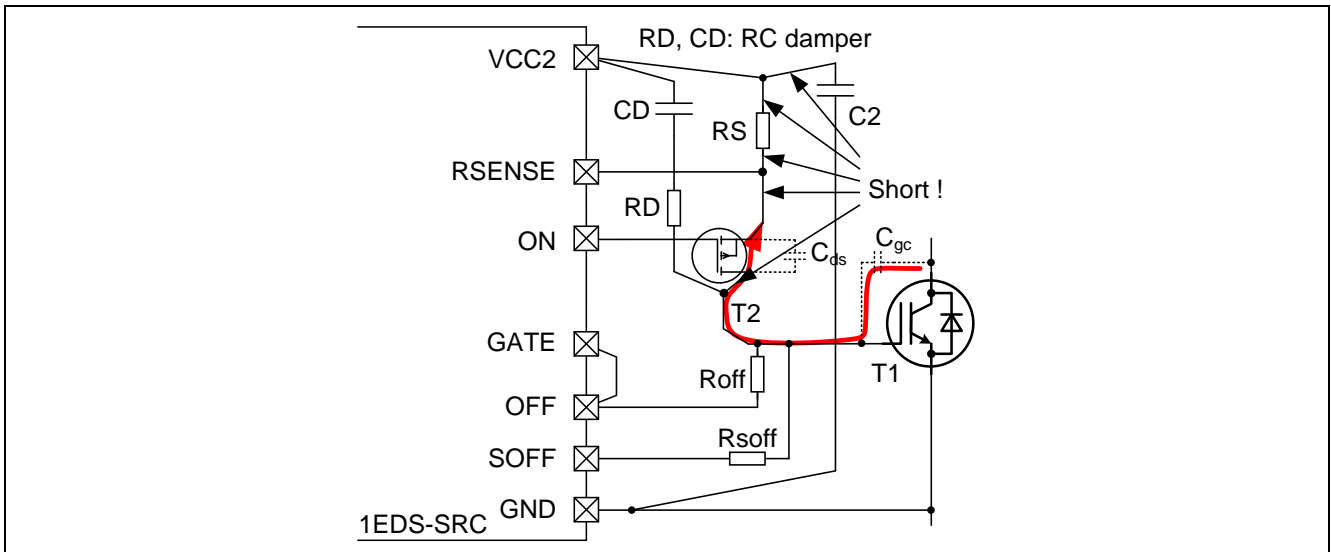 RD, CD: RC damper
VCC2
CD
C2
RS
RSENSE
Short !
RD
ON
Cgc
Cds
T2
GATE
T1
Roff
OFF
Rsoff
SOFF
GND
1EDS-SRC